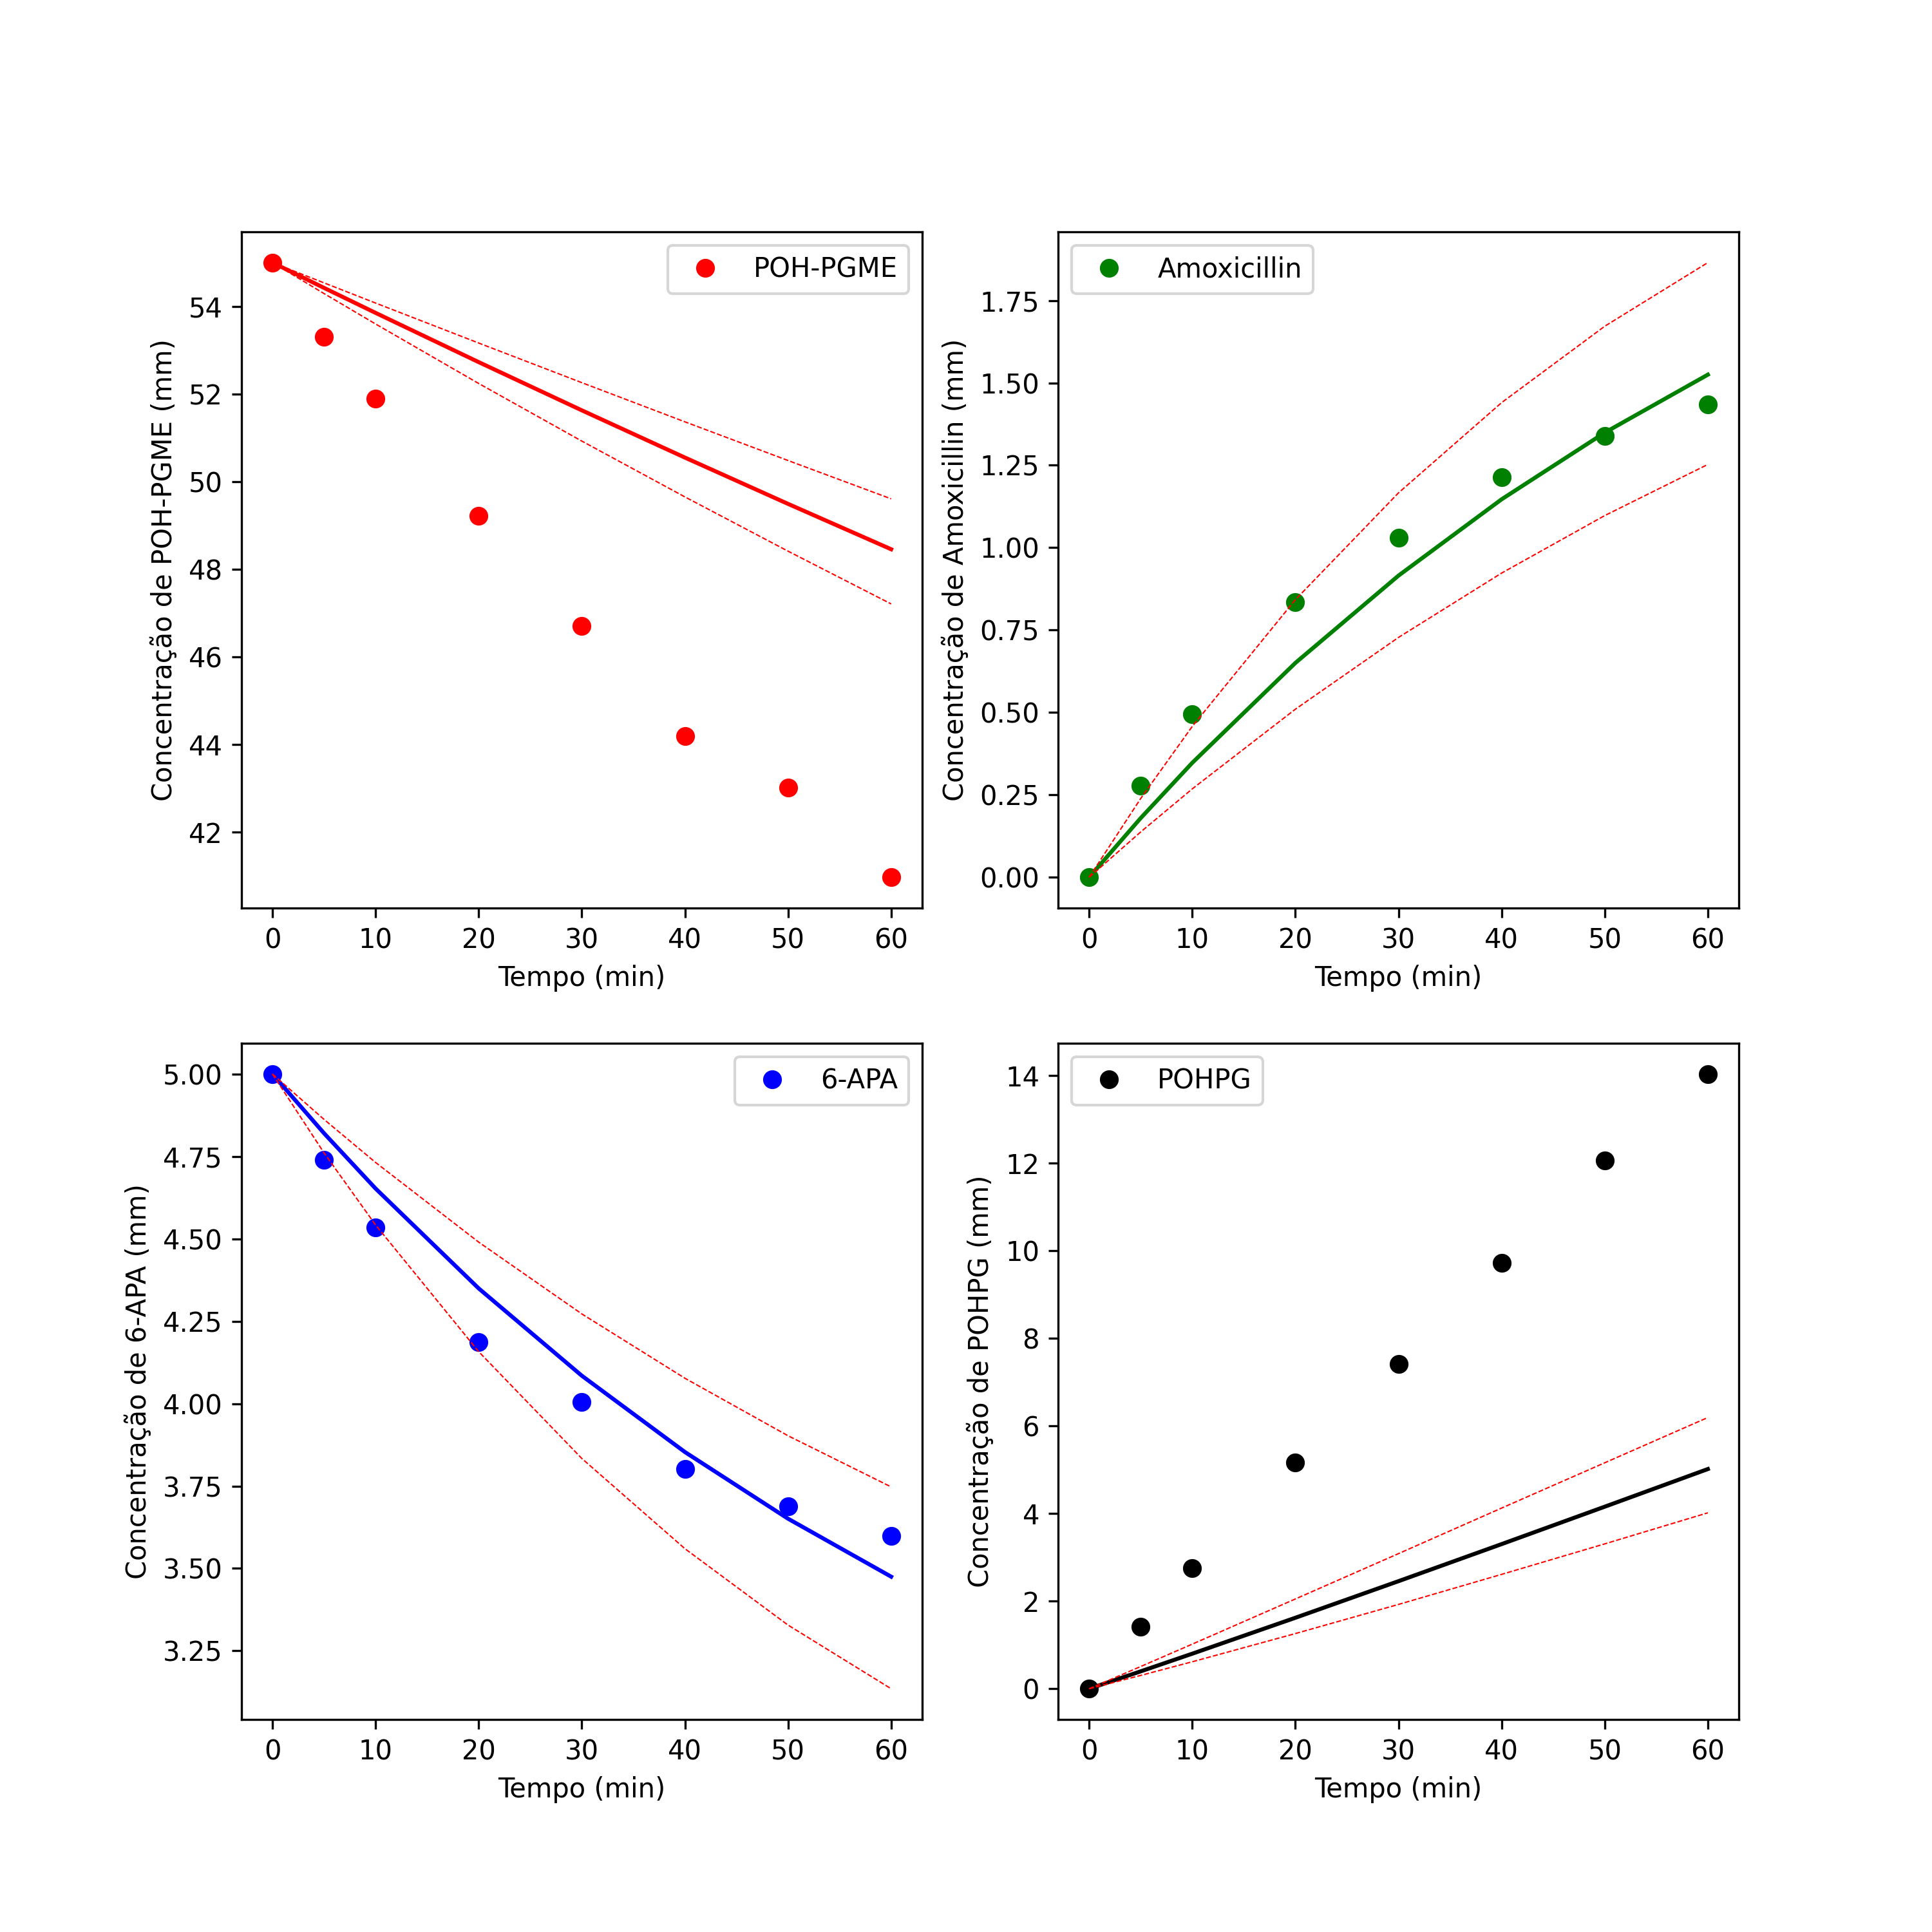 POH-PGME
54
52
50
48
46
44
42
Concentração de POH-PGME (mm)
0 10 20 30 40 50 60
Tempo (min)
Amoxicillin
1.75
1.50
1.25
1.00
0.75
0.50
0.25
0.00
Concentração de Amoxicillin (mm)
0 10 20 30 40 50 60
Tempo (min)
6-APA
5.00
4.75
4.50
4.25
4.00
3.75
3.50
3.25
Concentração de 6-APA (mm)
0 10 20 30 40 50 60
Tempo (min)
POHPG
14
12
10
8
6
4
2
0
Concentração de POHPG (mm)
0 10 20 30 40 50 60
Tempo (min)